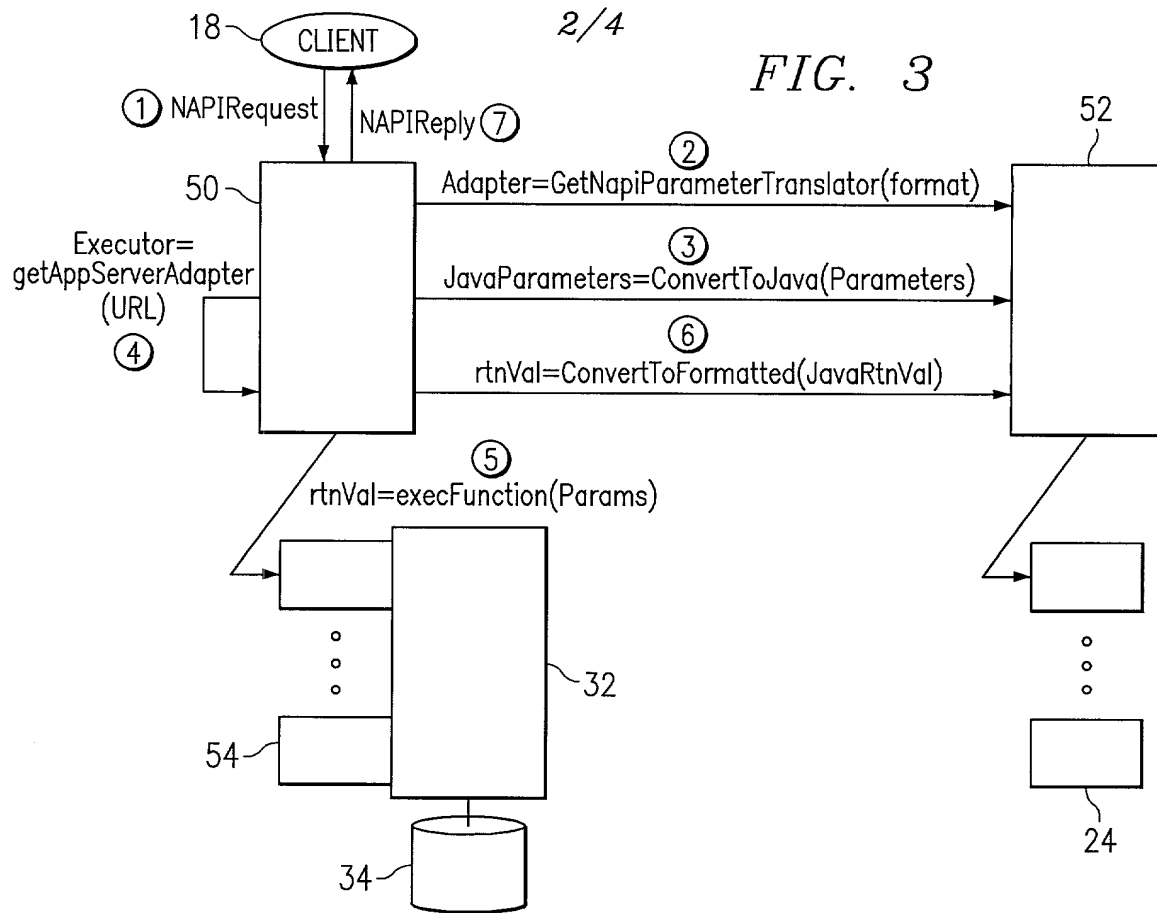 2/4
FIG. 3
18
CLIENT
① NAPIRequest
NAPIReply ⑦
50
52
②
Adapter=GetNapiParameterTranslator(format)
Executor=
getAppServerAdapter
(URL)
④
③
JavaParameters=ConvertToJava(Parameters)
⑥
rtnVal=ConvertToFormatted(JavaRtnVal)
⑤
rtnVal=execFunction(Params)
32
54
24
34